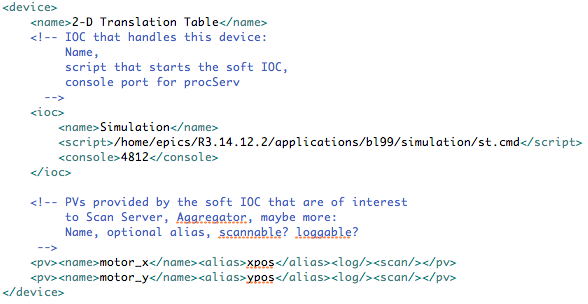 <device>
<name>2-D Translation Table</name>
<!-- IOC that handles this device:
Name,
script that starts the soft IOC,
console port for procServ
-->
<ioc>
<name>Simulation</name>
<script>/home/epics/R3.14.12.2/applications/bl99/simulation/st.cmd</script>
<console>4812</console>
</ioc>
<!-- PVs provided by the soft IOC that are of interest
to Scan Server, Aggregator, maybe more:
Name, optional alias, scannable? loggable?
-->
<pv><name>motor_x</name><alias>xpos</alias><log/><scan/></pv>
<pv><name>motor_y</name><alias>ypos</alias><log/><scan/></pv>
</device>